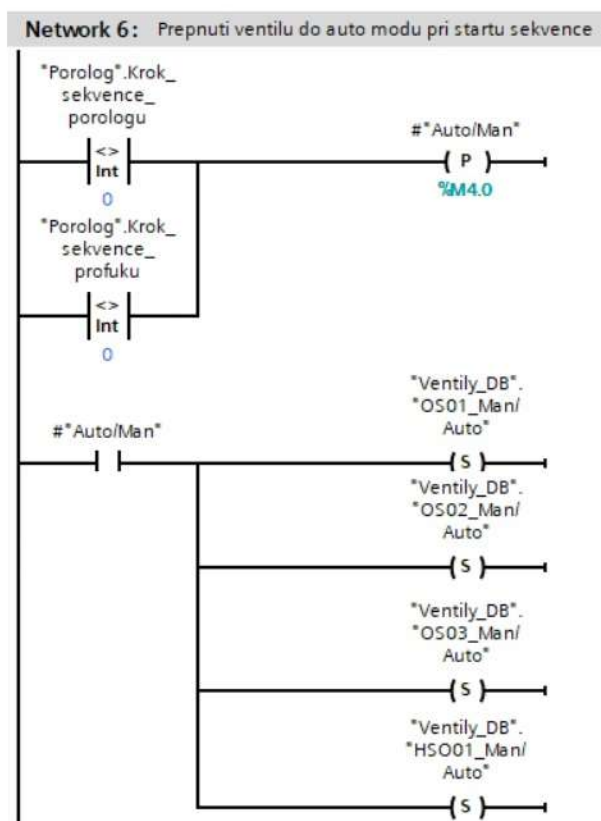 Network 6: Prepnuti ventilu do auto modu pri startu sekvence
"Porolog".Krok_
sekvence_
porologu
<>
Int
0
#"Auto/Man"
P
%M4.0
"Porolog".Krok_
sekvence_
profuku
<>
Int
0
#"Auto/Man"
"Ventily_DB".
"OS01_Man/
Auto"
S
"Ventily_DB".
"OS02_Man/
Auto"
S
"Ventily_DB".
"OS03_Man/
Auto"
S
"Ventily_DB".
"HSO01_Man/
Auto"
S